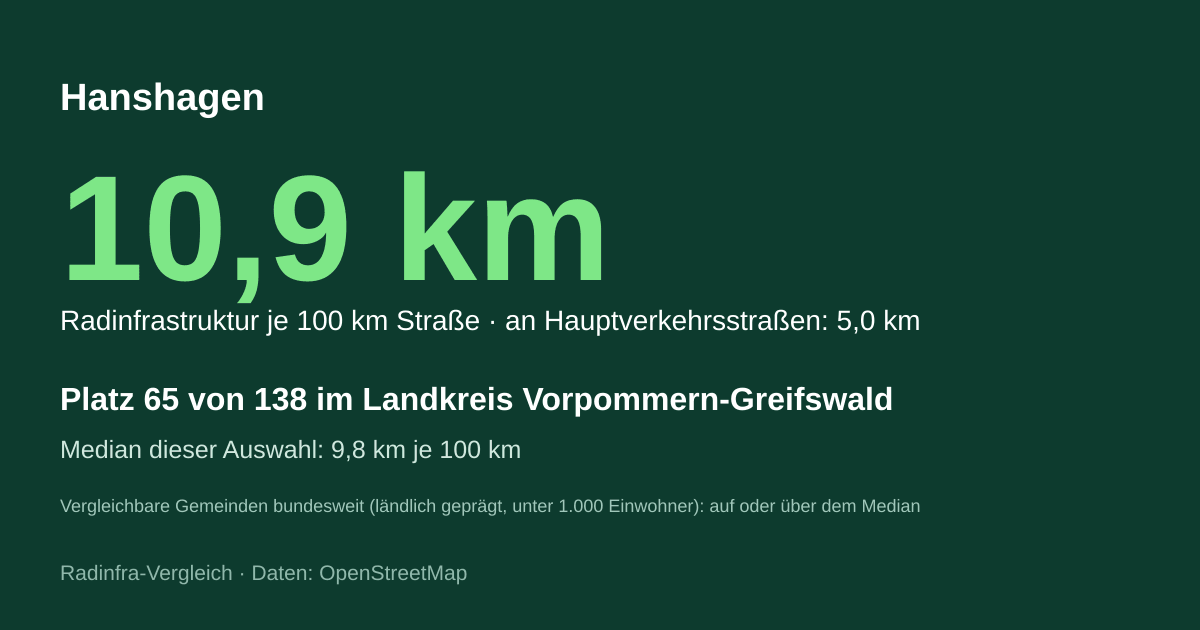 Hanshagen
10,9 km
Radinfrastruktur je 100 km Straße · an Hauptverkehrsstraßen: 5,0 km
Platz 65 von 138 im Landkreis Vorpommern-Greifswald
Median dieser Auswahl: 9,8 km je 100 km
Vergleichbare Gemeinden bundesweit (ländlich geprägt, unter 1.000 Einwohner): auf oder über dem Median
Radinfra-Vergleich · Daten: OpenStreetMap